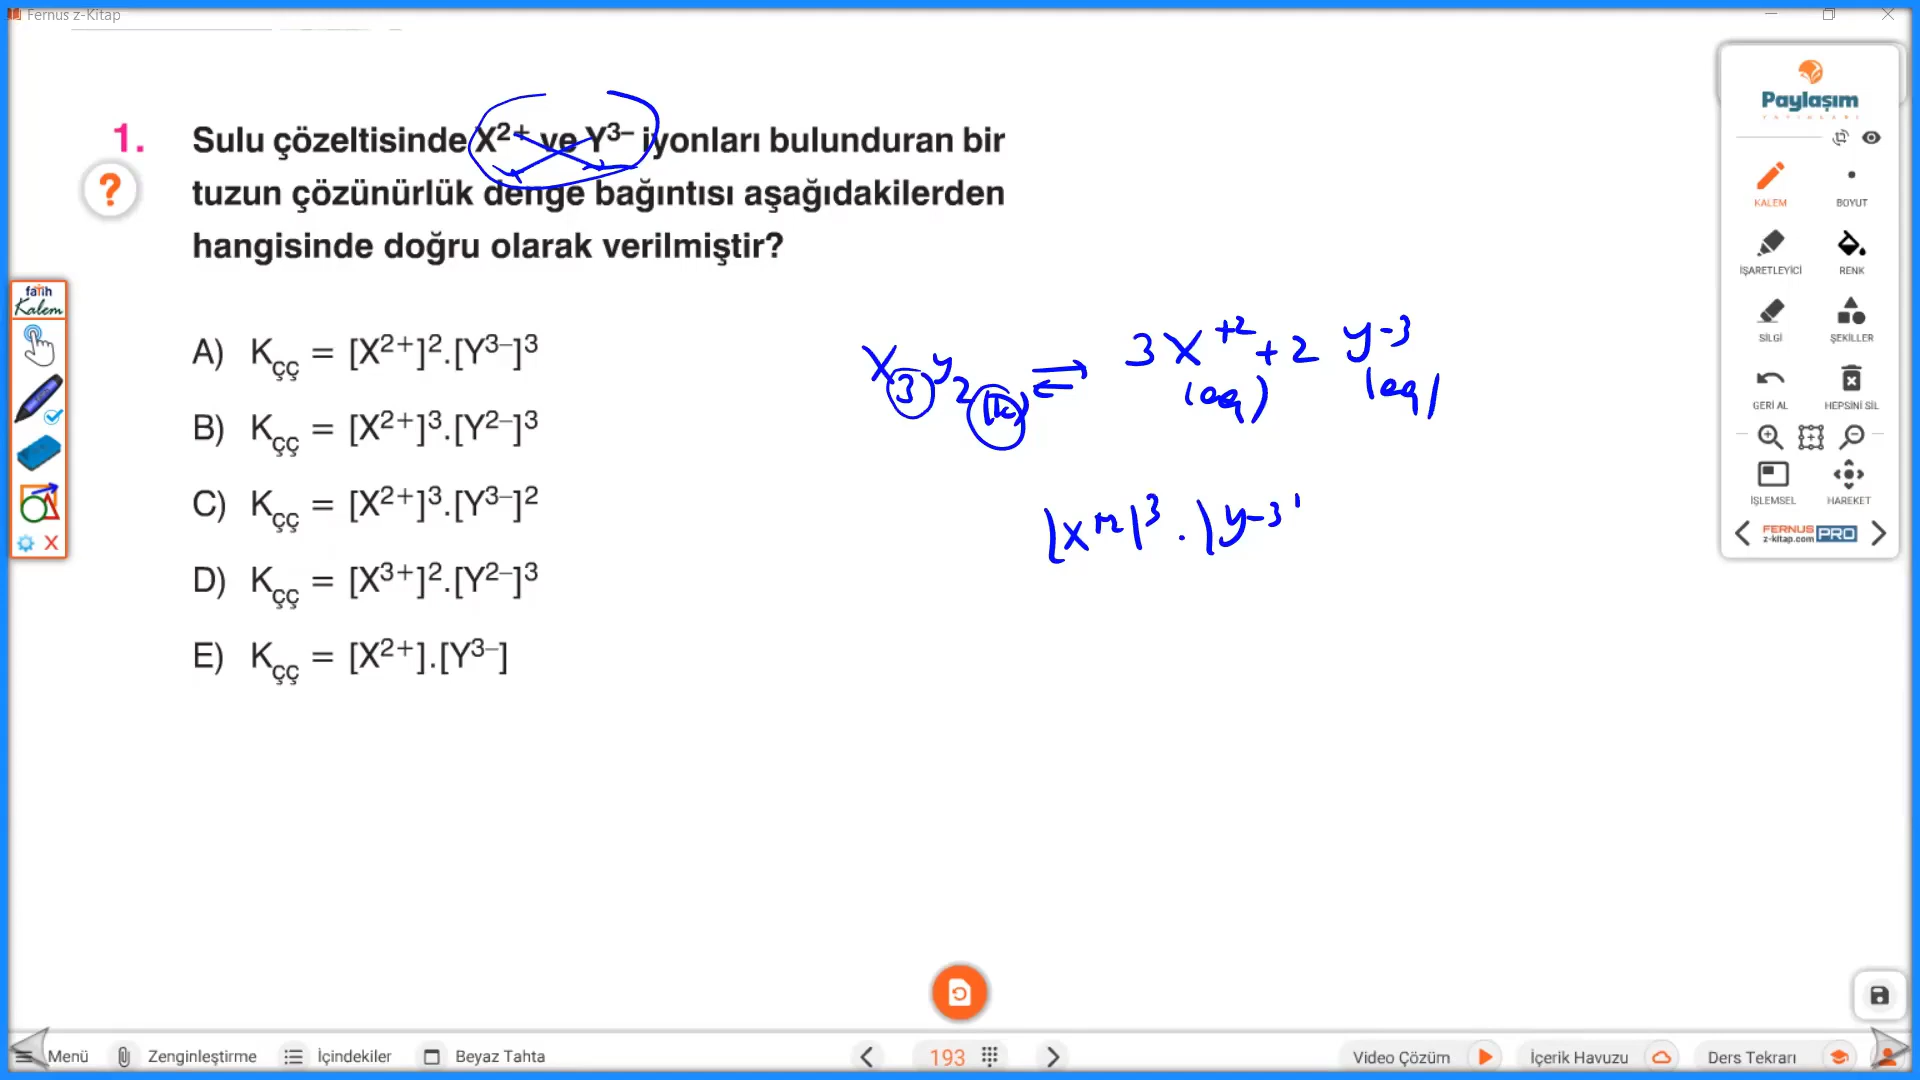 Fernus z-Kitap
1. Sulu çözeltisinde X2+ ve Y3– iyonları bulunduran bir
? tuzun çözünürlük denge bağıntısı aşağıdakilerden
hangisinde doğru olarak verilmiştir?
A) Kçç = [X2+]2.[Y3–]3
B) Kçç = [X2+]3.[Y2–]3
C) Kçç = [X2+]3.[Y3–]2
D) Kçç = [X3+]2.[Y2–]3
E) Kçç = [X2+].[Y3–]
X3Y2(k) ⇌ 3X+2 + 2 Y-3
(aq) (aq)
[X+2]3 . [Y-3
fatih
Kalem
X
Paylaşım
YAYINLARI
KALEM BOYUT
İŞARETLEYİCİ RENK
SİLGİ ŞEKİLLER
GERİ AL HEPSİNİ SİL
İŞLEMSEL HAREKET
FERNUS
z-kitap.com PRO
Menü Zenginleştirme İçindekiler Beyaz Tahta 193 Video Çözüm İçerik Havuzu Ders Tekrarı